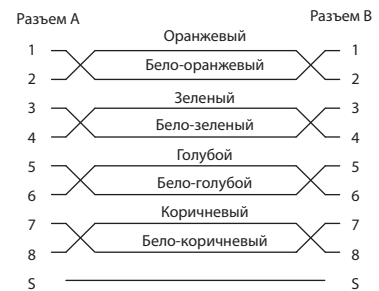 Разъем А Разъем В
Оранжевый
1 1
Бело-оранжевый
2 2
Зеленый
3 3
Бело-зеленый
4 4
Голубой
5 5
Бело-голубой
6 6
Коричневый
7 7
Бело-коричневый
8 8
S S